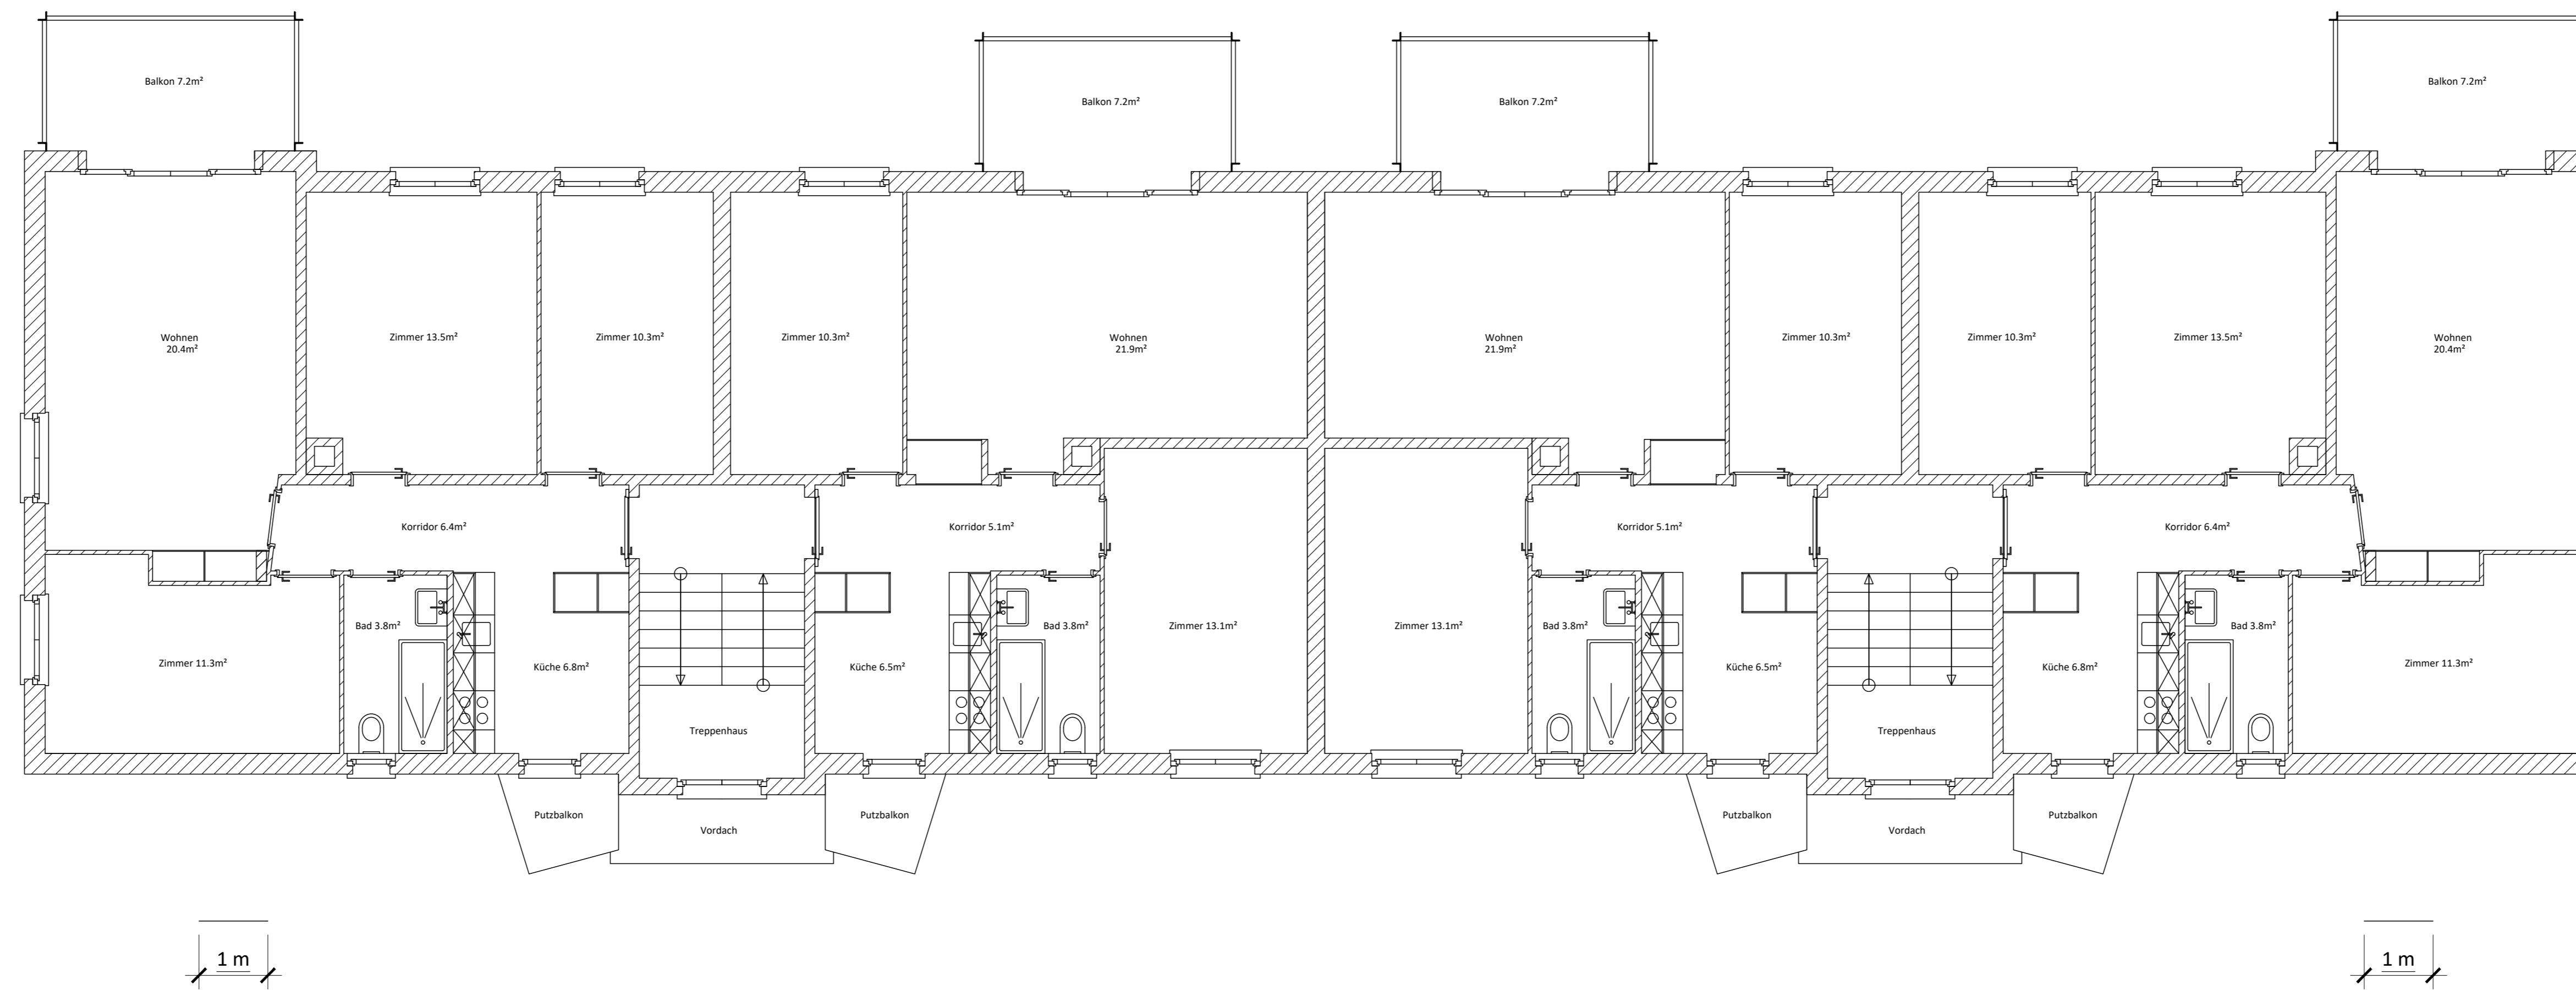 Balkon 7.2m²
Balkon 7.2m²
Balkon 7.2m²
Balkon 7.2m²
Wohnen
20.4m²
Zimmer 13.5m²
Zimmer 10.3m²
Zimmer 10.3m²
Wohnen
21.9m²
Wohnen
21.9m²
Zimmer 10.3m²
Zimmer 10.3m²
Zimmer 13.5m²
Wohnen
20.4m²
Korridor 6.4m²
Korridor 5.1m²
Korridor 5.1m²
Korridor 6.4m²
Zimmer 11.3m²
Bad 3.8m²
Küche 6.8m²
Küche 6.5m²
Bad 3.8m²
Zimmer 13.1m²
Zimmer 13.1m²
Bad 3.8m²
Küche 6.5m²
Küche 6.8m²
Bad 3.8m²
Zimmer 11.3m²
Treppenhaus
Treppenhaus
Putzbalkon
Vordach
Putzbalkon
Putzbalkon
Vordach
Putzbalkon
1 m
1 m